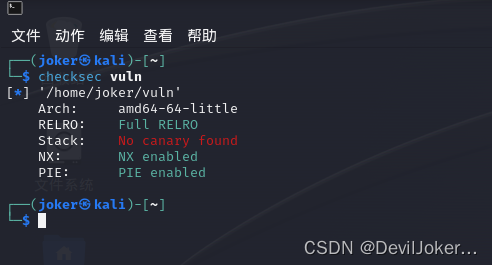 文件 动作 编辑 查看 帮助
┌──(joker㉿kali)-[~]
└─$ checksec vuln
[*] '/home/joker/vuln'
Arch: amd64-64-little
RELRO: Full RELRO
Stack: No canary found
NX: NX enabled
PIE: PIE enabled
文件系统
┌──(joker㉿kali)-[~]
└─$
CSDN @DevilJoker...